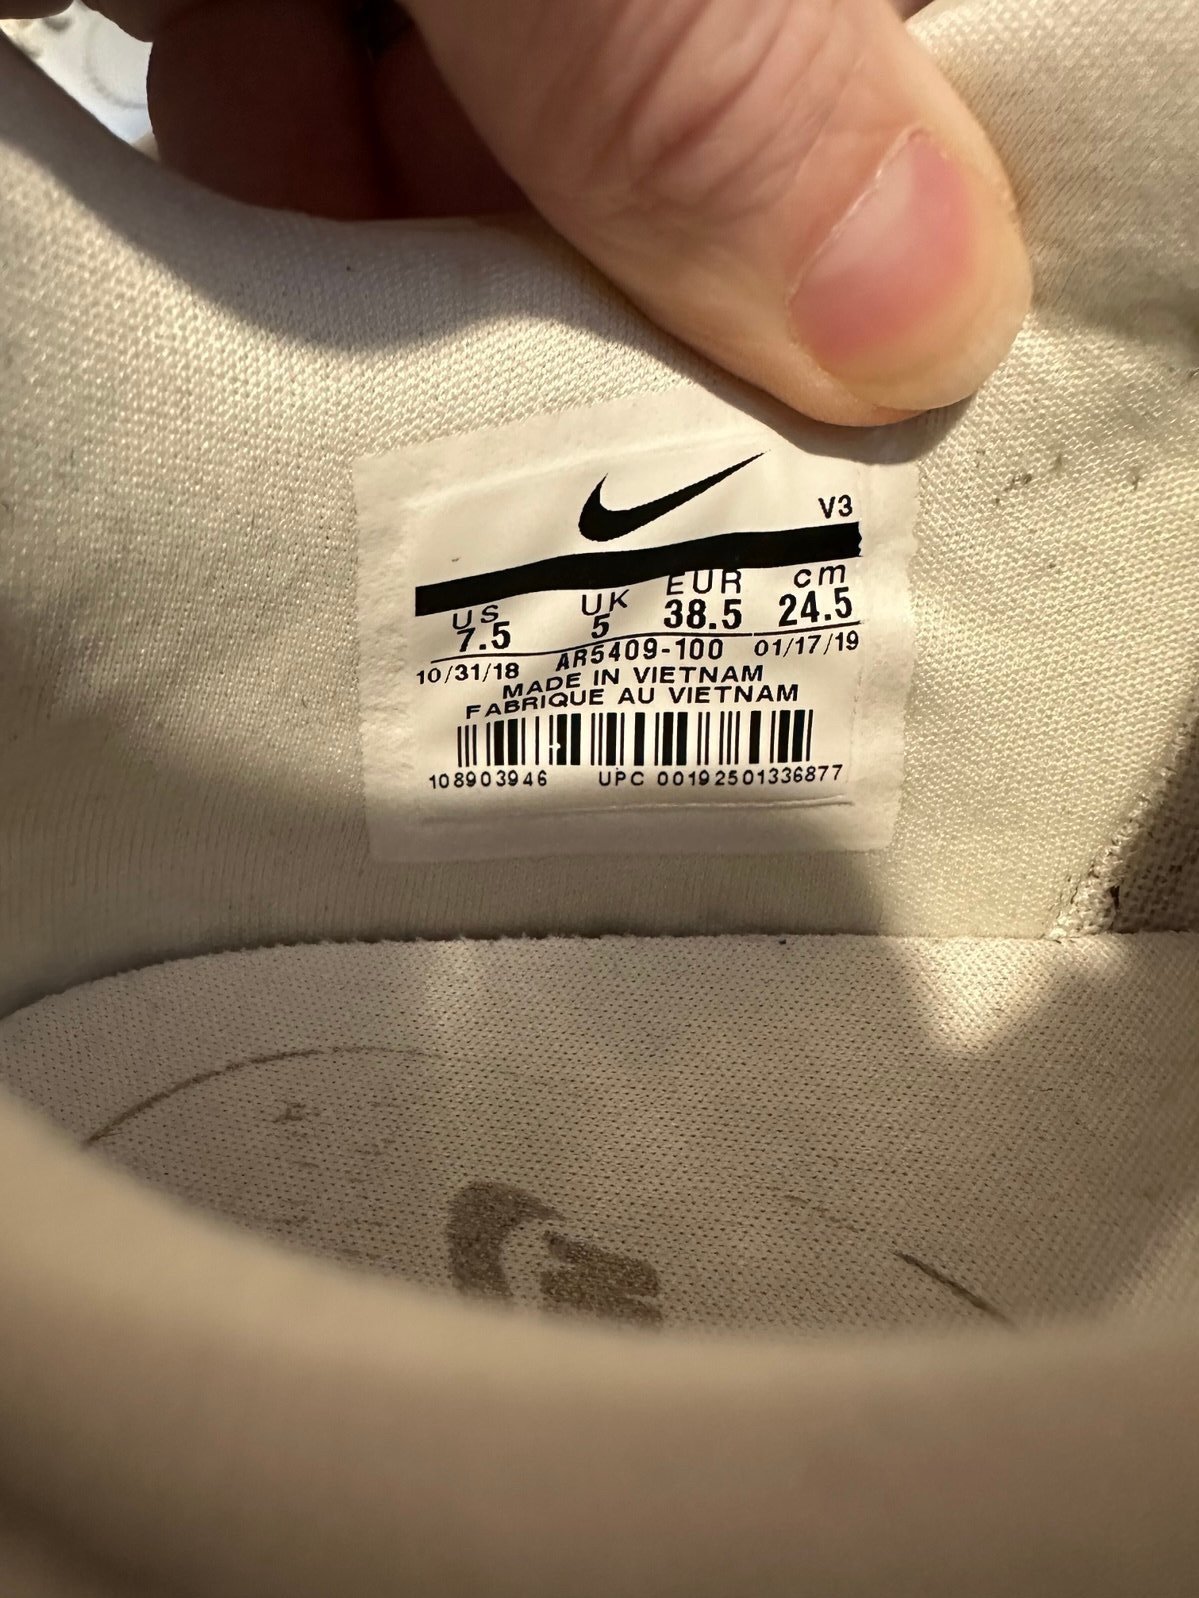 V3
US UK EUR cm
7.5 5 38.5 24.5
10/31/18 AR5409-100 01/17/19
MADE IN VIETNAM
FABRIQUE AU VIETNAM
108903946 UPC 00192501336877